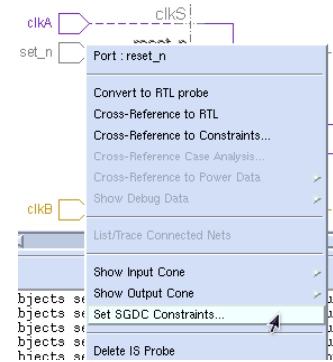 clkS
clkA
set_n
Port : reset_n
Convert to RTL probe
Cross-Reference to RTL
Cross-Reference to Constraints...
Cross-Reference Case Analysis...
Cross-Reference to Power Data
Show Debug Data
clkB
List/Trace Connected Nets
Show Input Cone
bjects se
Show Output Cone
bjects se
Set SGDC Constraints...
bjects se
bjects se
Delete IS Probe
bjects se